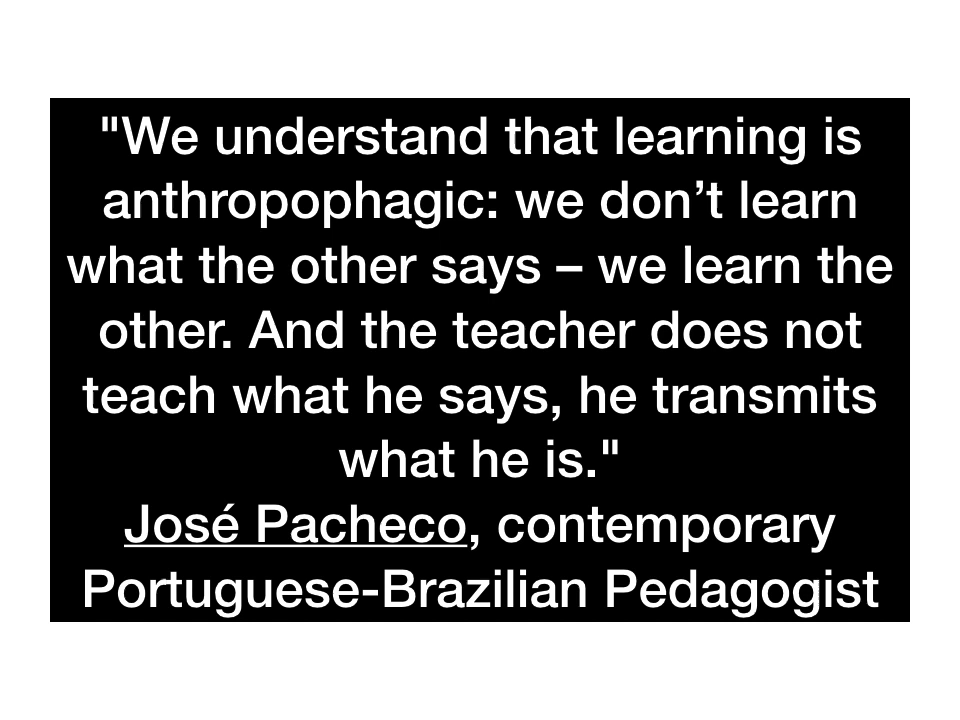 "We understand that learning is
anthropophagic: we don’t learn
what the other says – we learn the
other. And the teacher does not
teach what he says, he transmits
what he is."
José Pacheco, contemporary
Portuguese-Brazilian Pedagogist